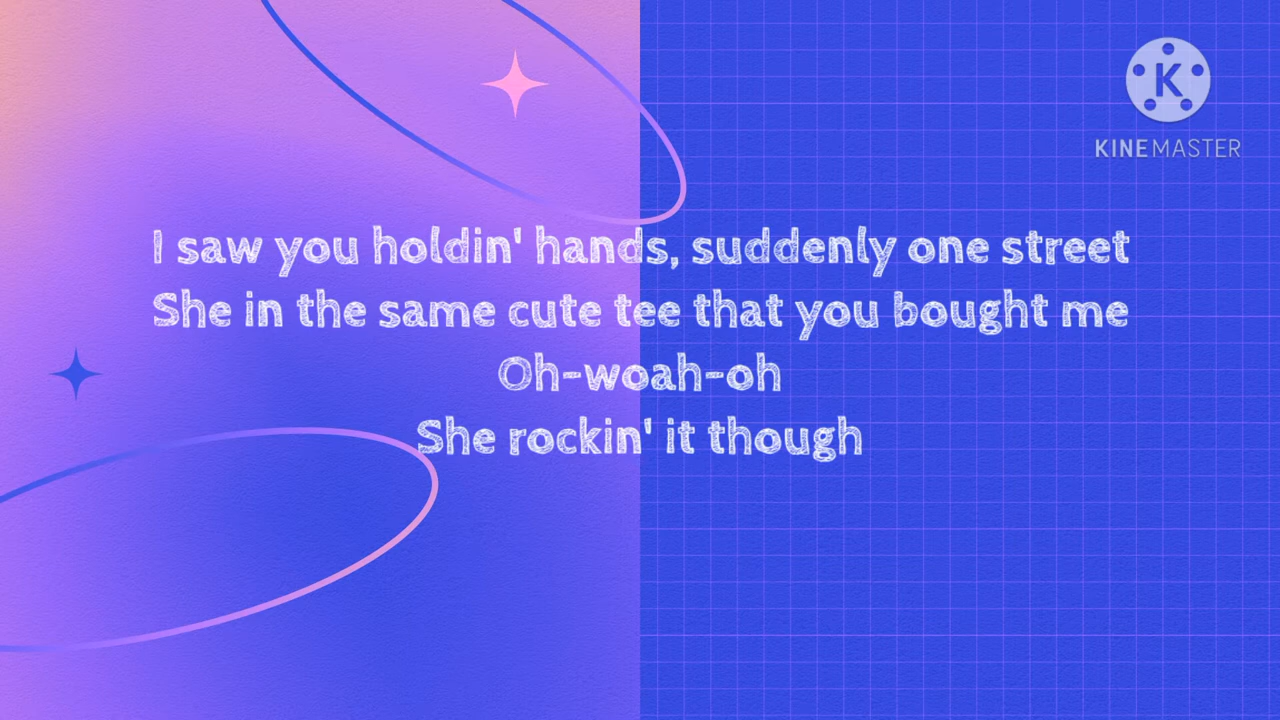 K
KINEMASTER
I saw you holdin' hands, suddenly one street
She in the same cute tee that you bought me
Oh-woah-oh
She rockin' it though